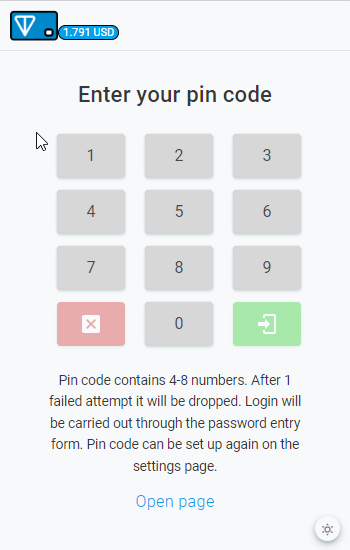 1.791 USD
Enter your pin code
1 2 3
4 5 6
7 8 9
0
Pin code contains 4-8 numbers. After 1
failed attempt it will be dropped. Login will
be carried out through the password entry
form. Pin code can be set up again on the
settings page.
Open page